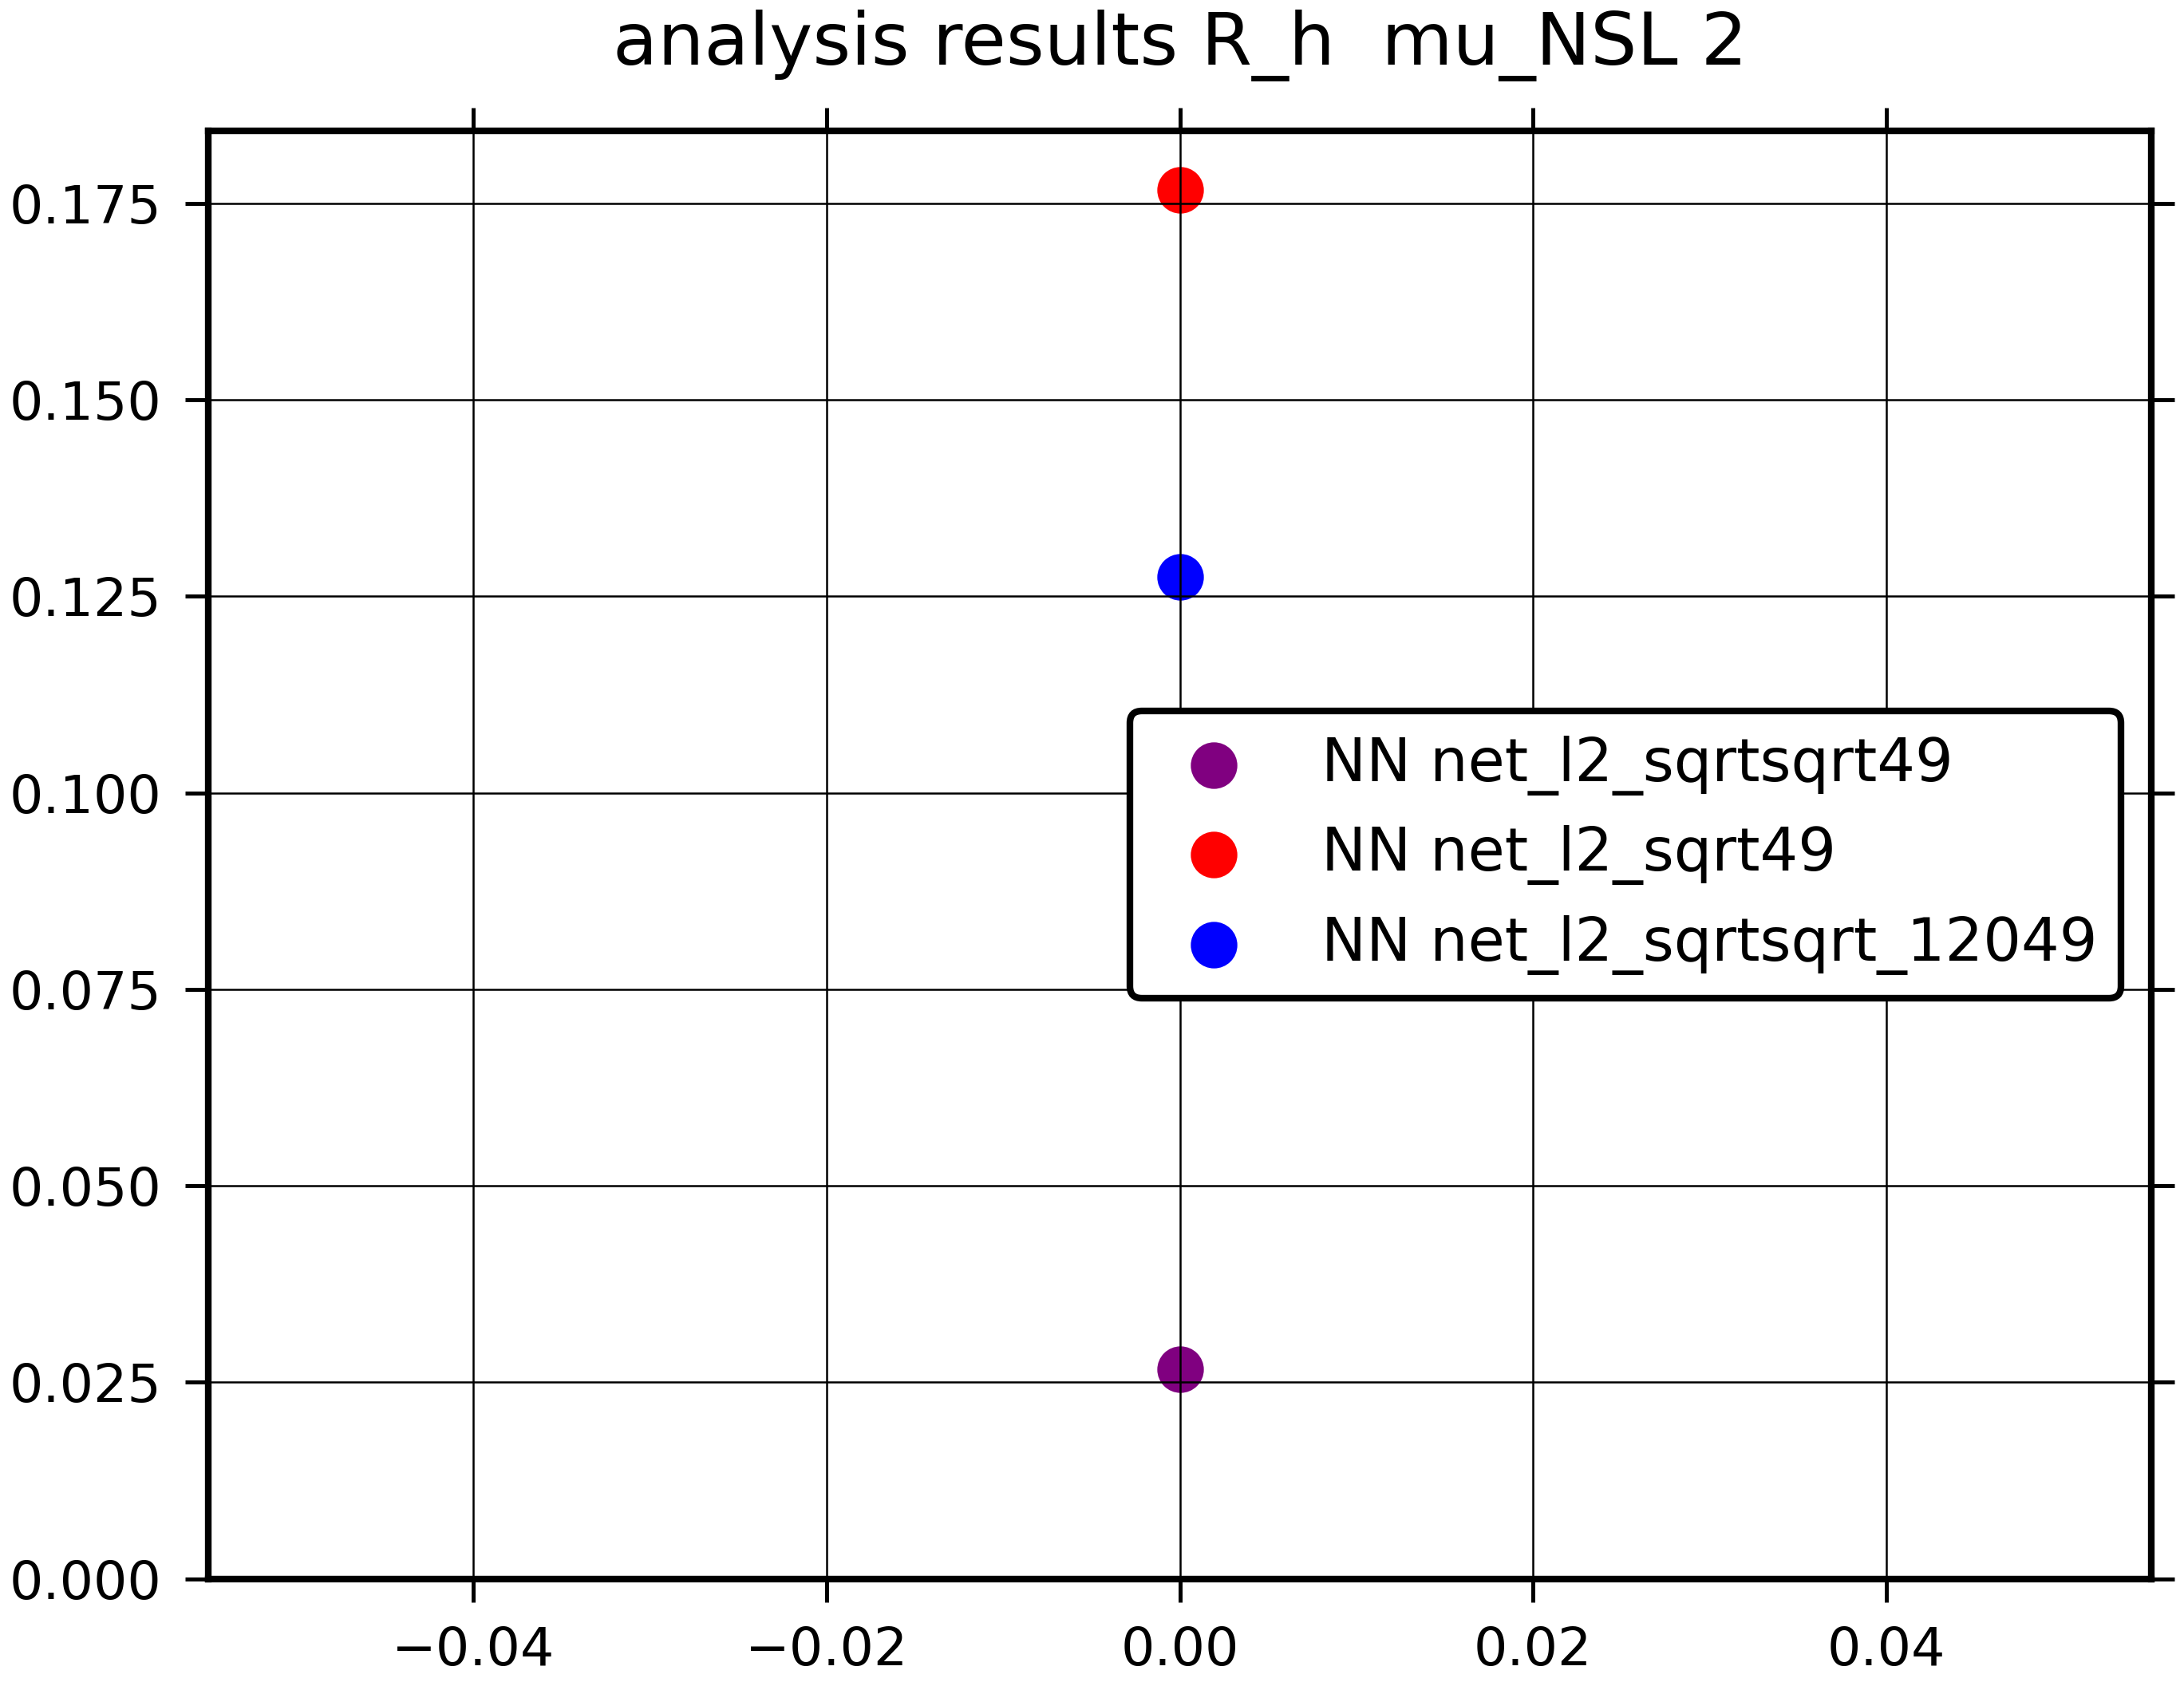 analysis results R_h  mu_NSL 2
0.175
0.150
0.125
0.100
0.075
0.050
0.025
0.000
NN net_l2_sqrtsqrt49
NN net_l2_sqrt49
NN net_l2_sqrtsqrt_12049
−0.04 −0.02 0.00 0.02 0.04